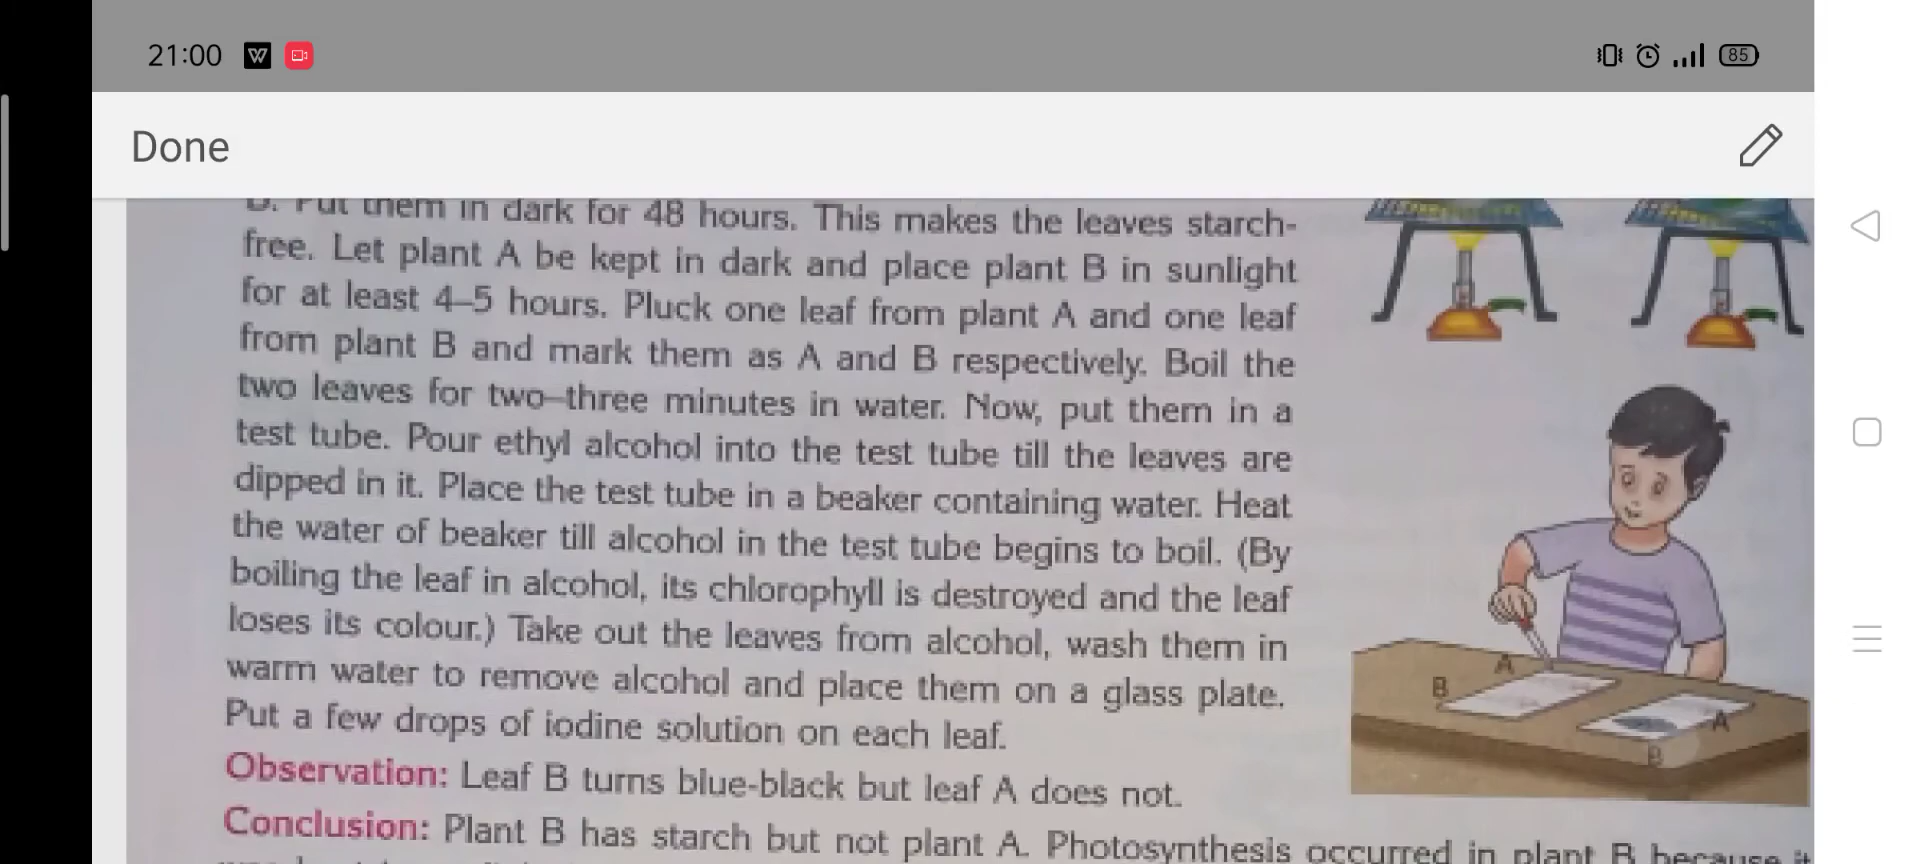 21:00
85
Done
B. Put them in dark for 48 hours. This makes the leaves starch-
free. Let plant A be kept in dark and place plant B in sunlight
for at least 4–5 hours. Pluck one leaf from plant A and one leaf
from plant B and mark them as A and B respectively. Boil the
two leaves for two–three minutes in water. Now, put them in a
test tube. Pour ethyl alcohol into the test tube till the leaves are
dipped in it. Place the test tube in a beaker containing water. Heat
the water of beaker till alcohol in the test tube begins to boil. (By
boiling the leaf in alcohol, its chlorophyll is destroyed and the leaf
loses its colour.) Take out the leaves from alcohol, wash them in
warm water to remove alcohol and place them on a glass plate.
Put a few drops of iodine solution on each leaf.
Observation: Leaf B turns blue-black but leaf A does not.
Conclusion: Plant B has starch but not plant A. Photosynthesis occurred in plant B because it
A
B
A
B